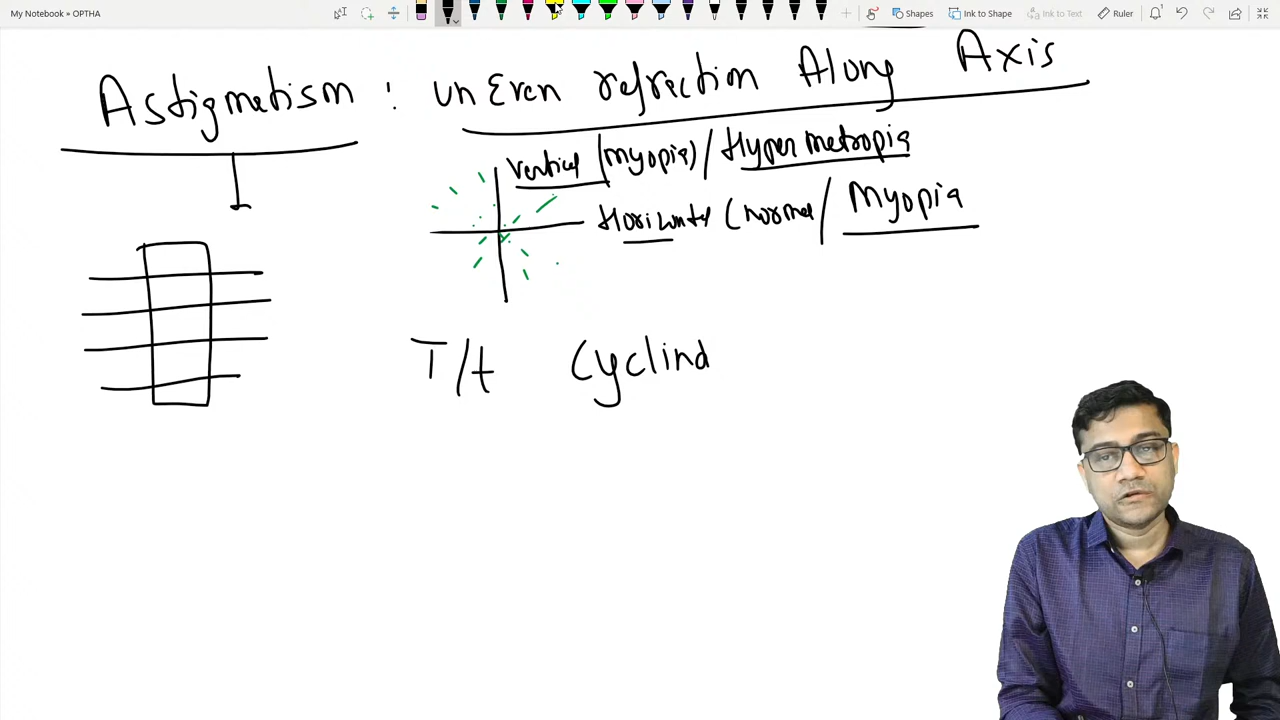 My Notebook » OPTHA
Shapes Ink to Shape Ink to Text Ruler
Astigmetism : unEven refraction Along Axis
Vertical (myopia) / Hypermetropia
Horizontal (normal / Myopia
T/t Cyclind